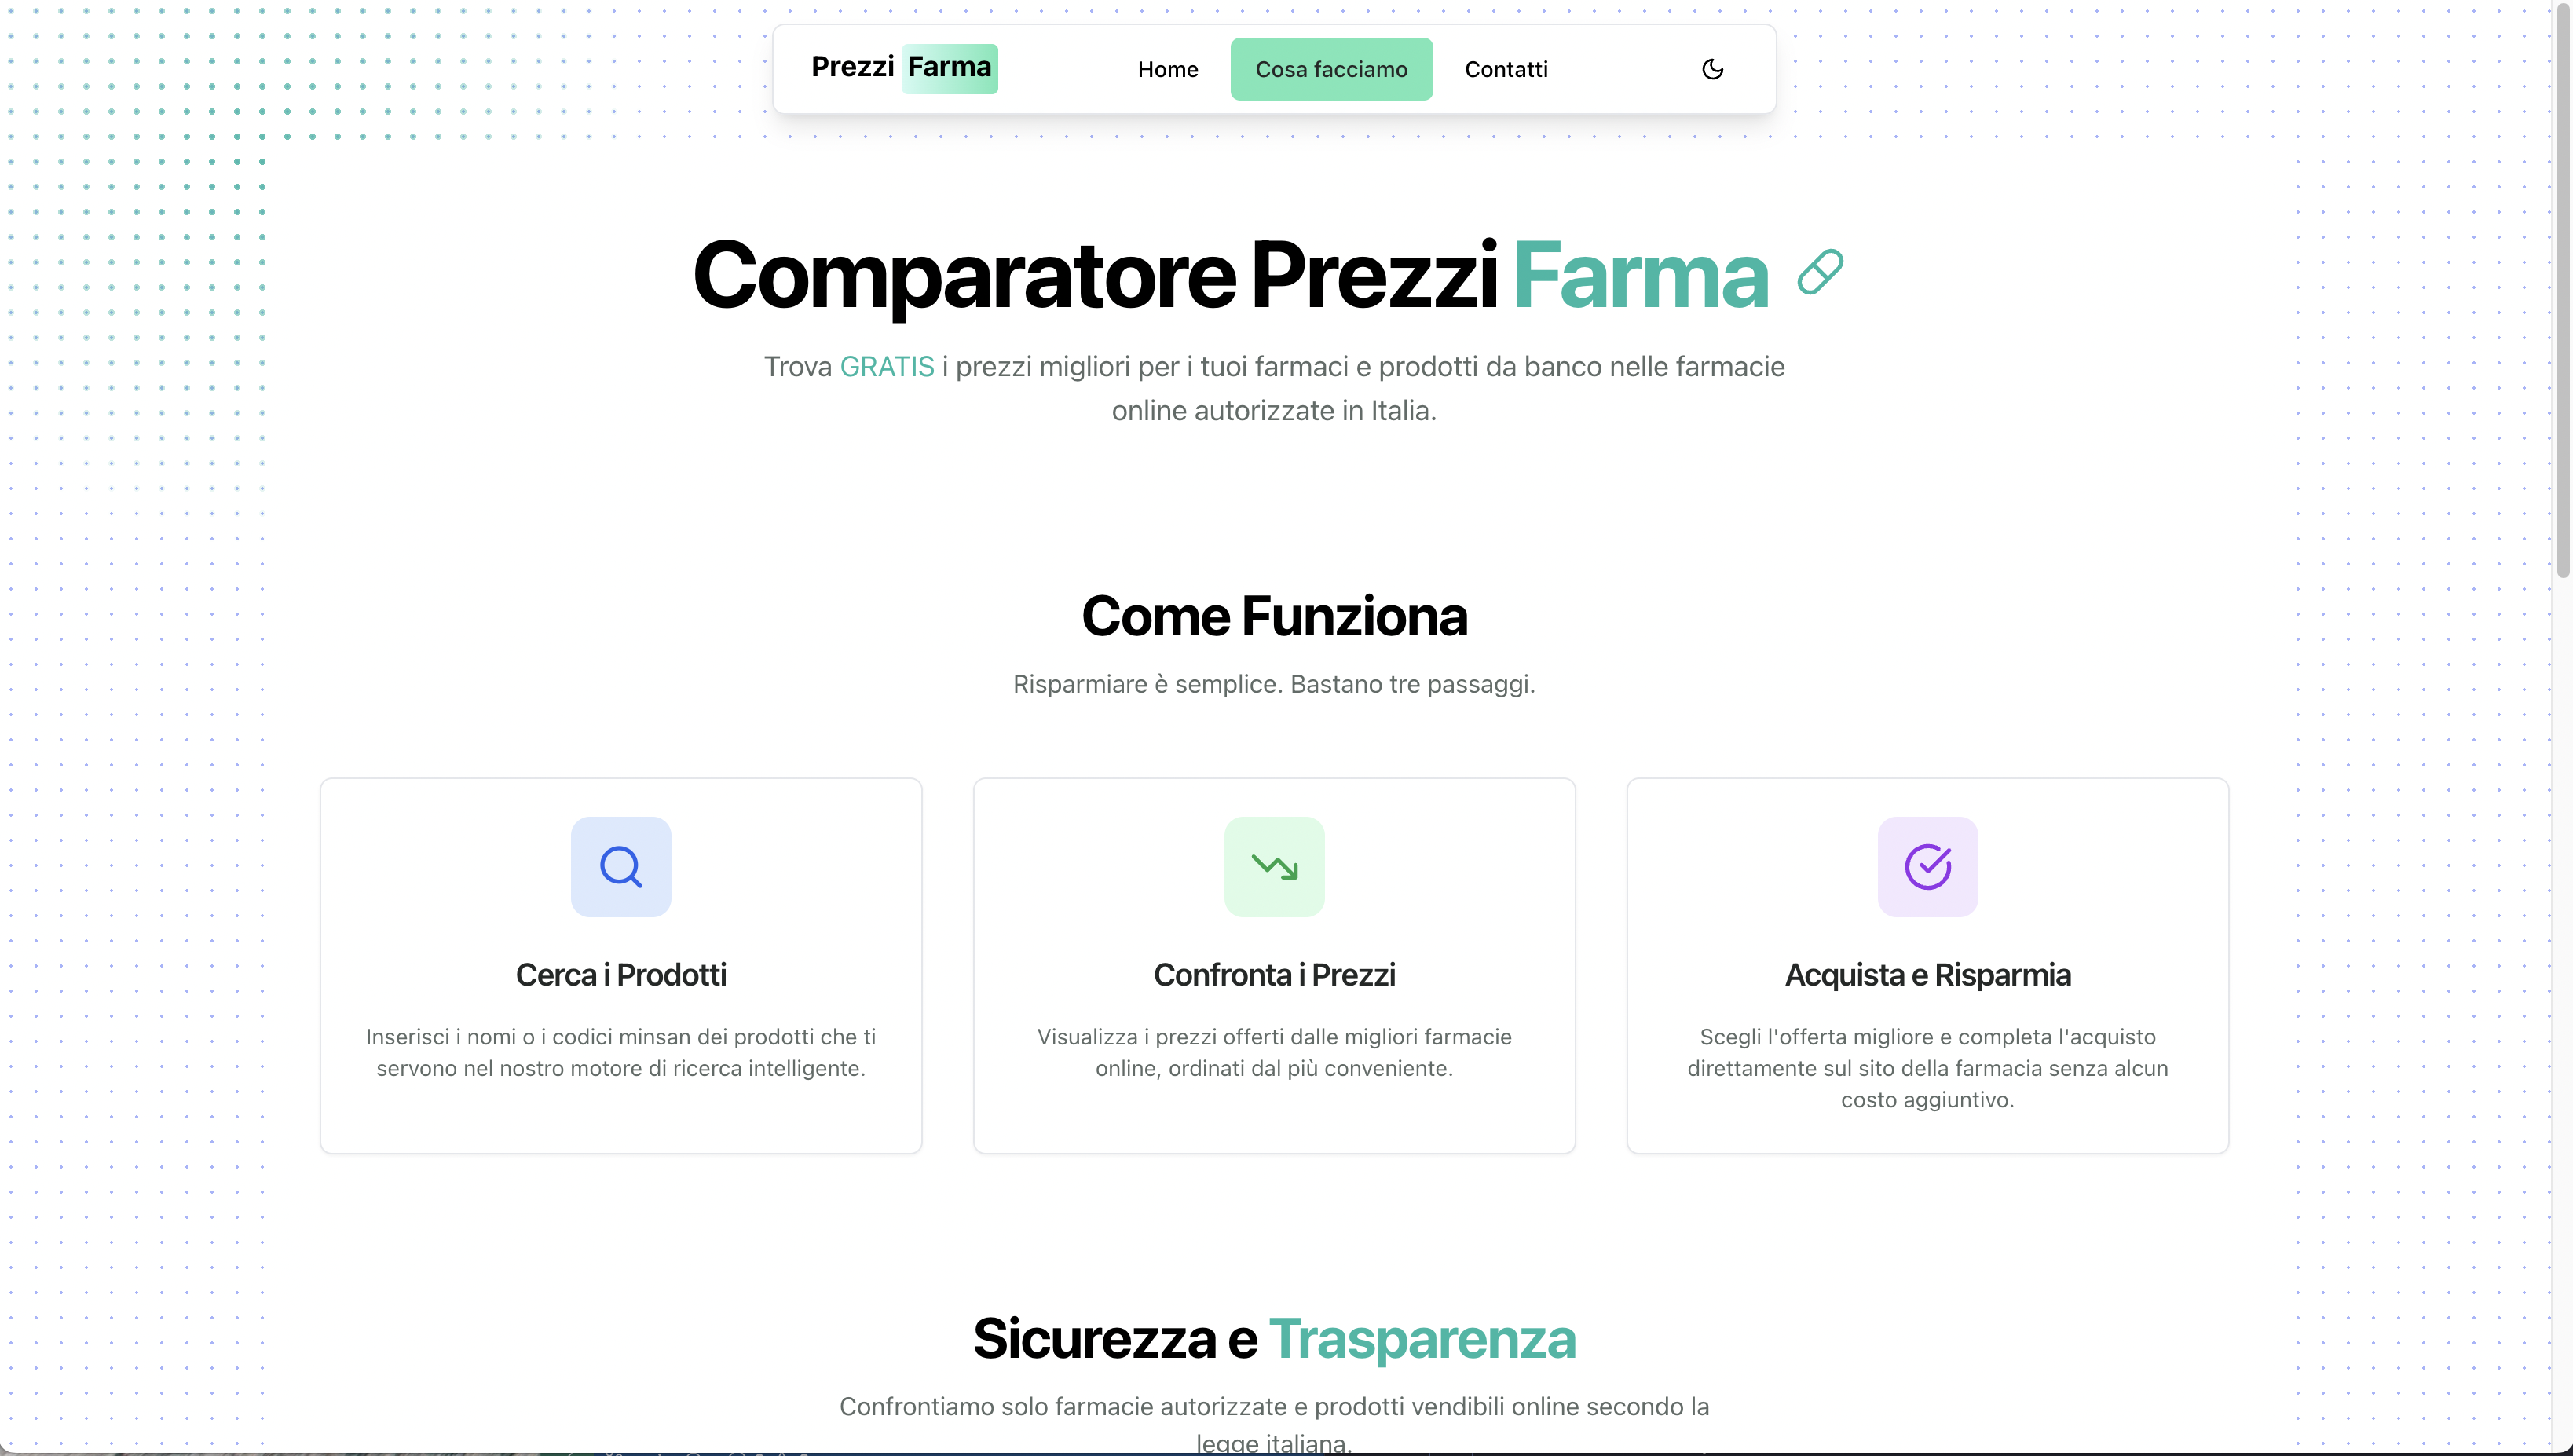 Prezzi Farma
Home
Cosa facciamo
Contatti
Comparatore Prezzi Farma
Trova GRATIS i prezzi migliori per i tuoi farmaci e prodotti da banco nelle farmacie
online autorizzate in Italia.
Come Funziona
Risparmiare è semplice. Bastano tre passaggi.
Cerca i Prodotti
Inserisci i nomi o i codici minsan dei prodotti che ti
servono nel nostro motore di ricerca intelligente.
Confronta i Prezzi
Visualizza i prezzi offerti dalle migliori farmacie
online, ordinati dal più conveniente.
Acquista e Risparmia
Scegli l'offerta migliore e completa l'acquisto
direttamente sul sito della farmacia senza alcun
costo aggiuntivo.
Sicurezza e Trasparenza
Confrontiamo solo farmacie autorizzate e prodotti vendibili online secondo la
legge italiana.